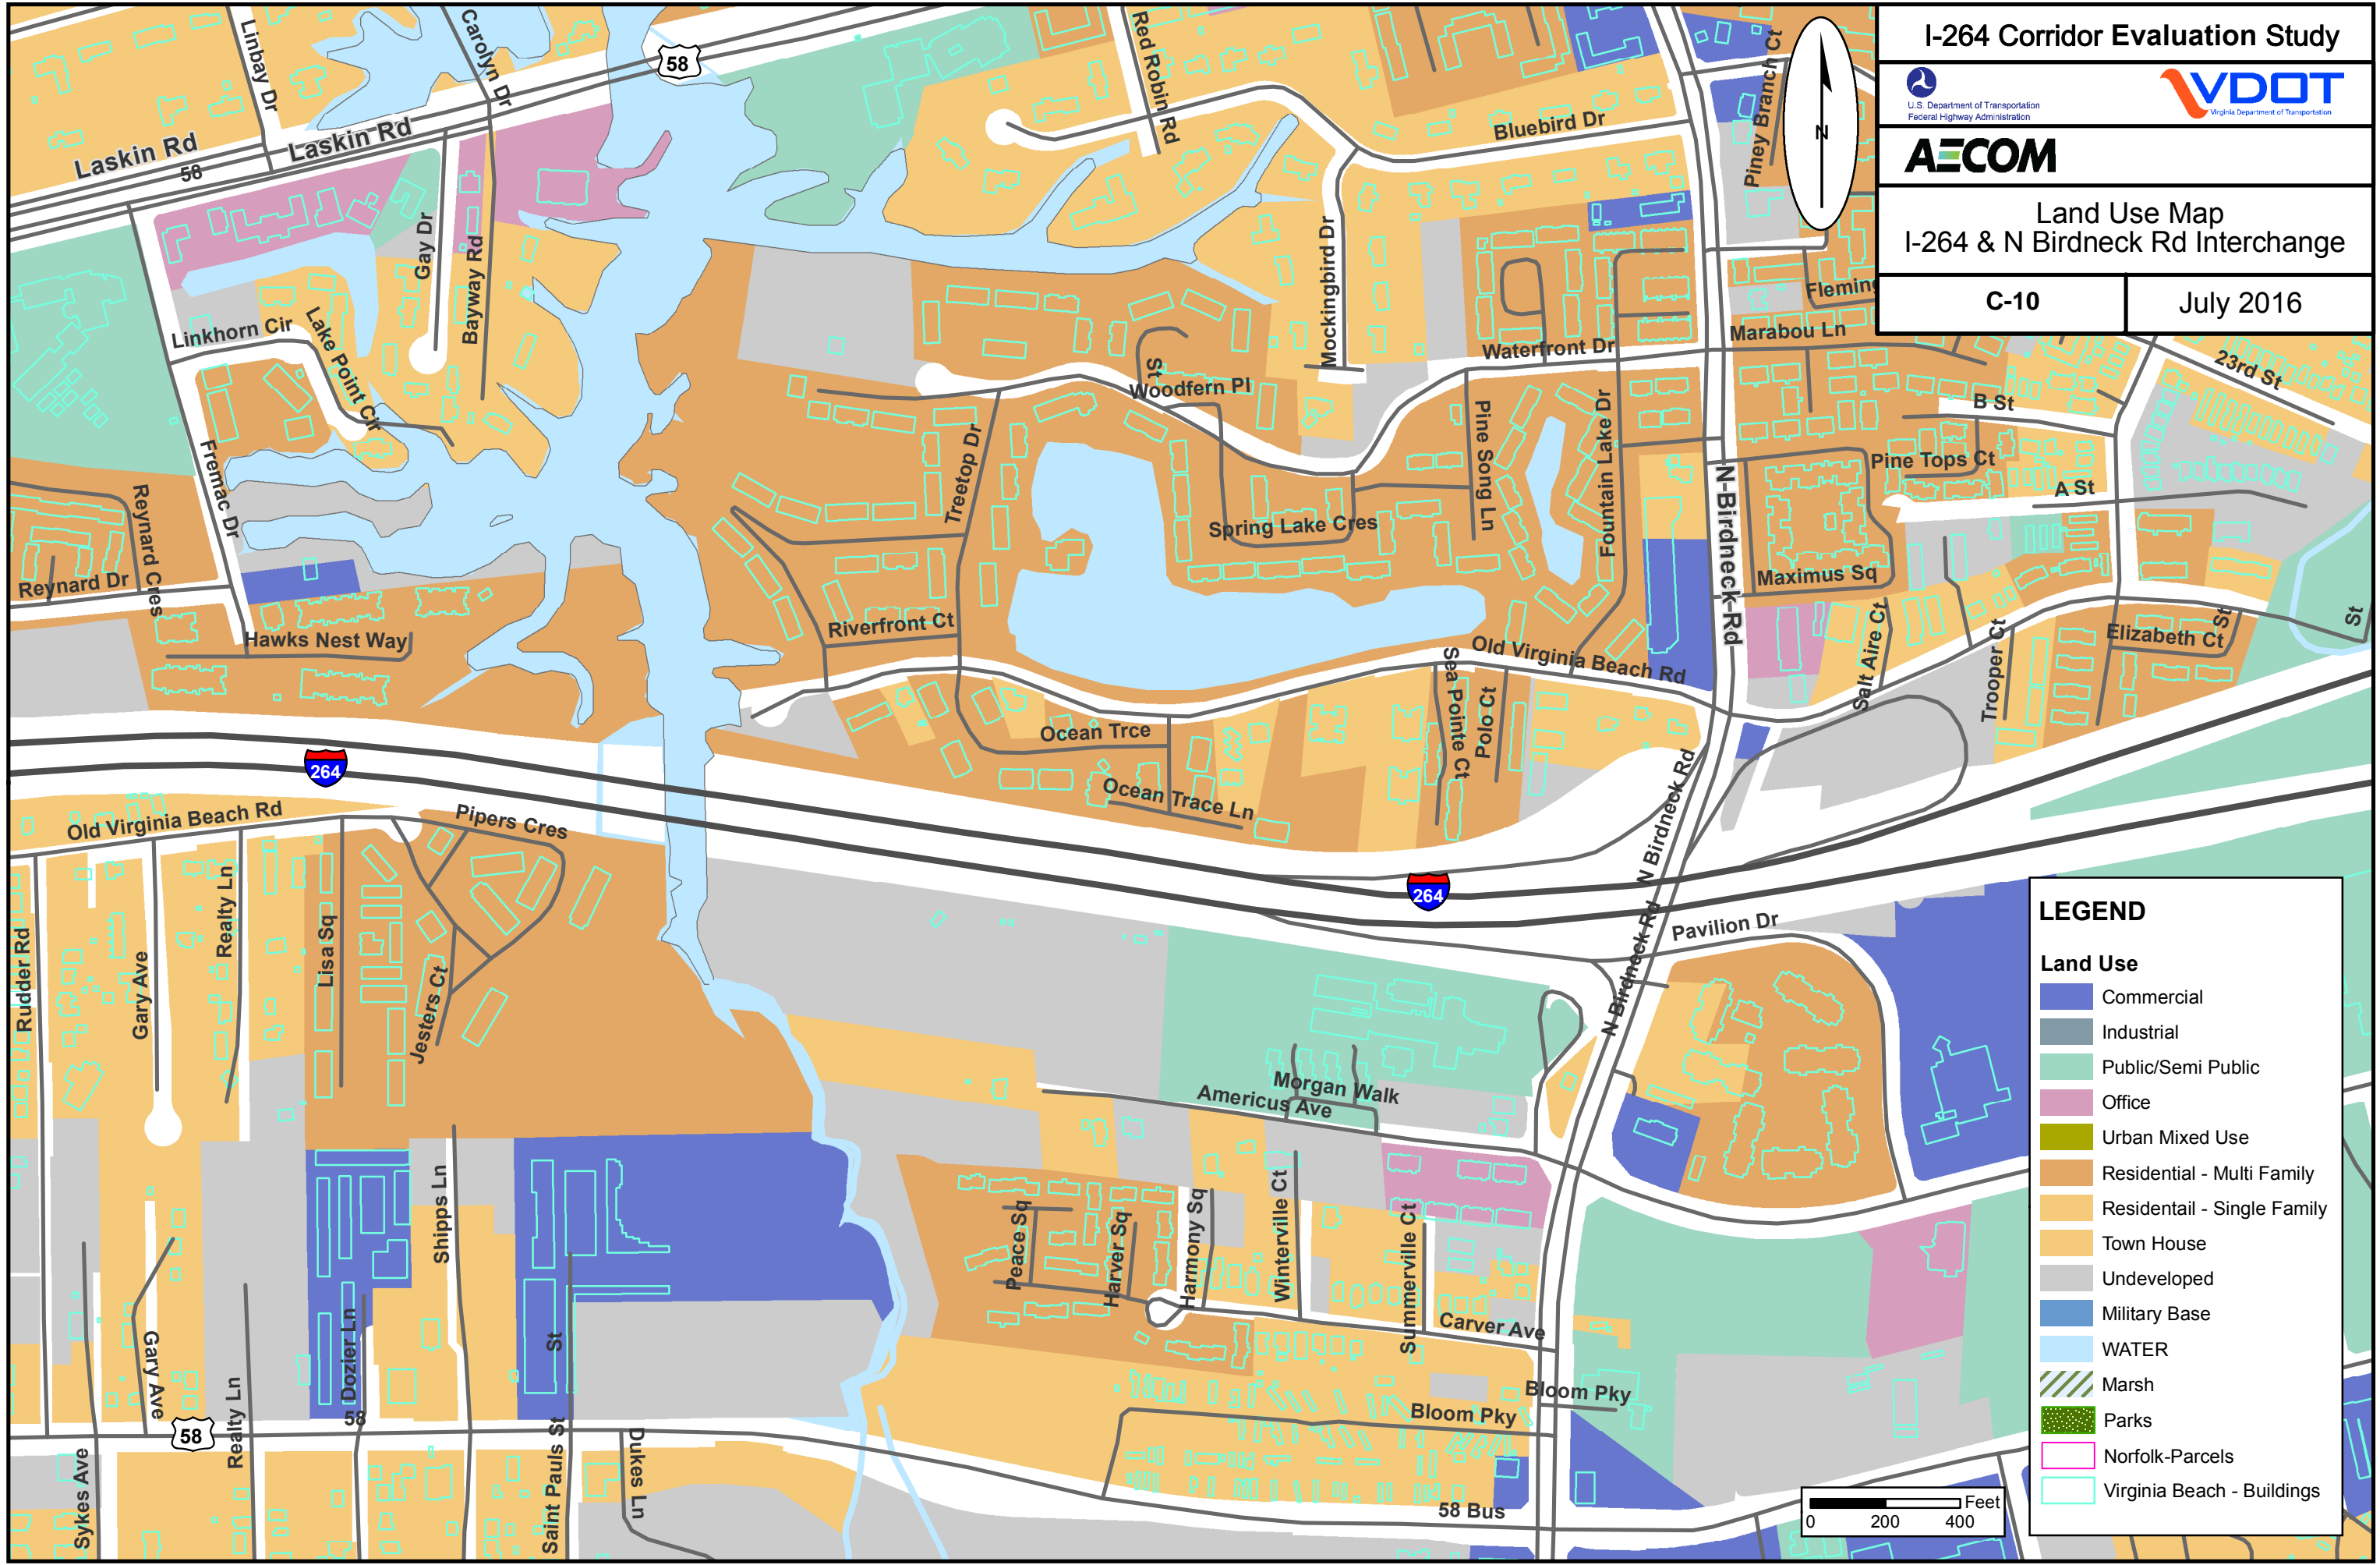 I-264 Corridor Evaluation Study
U.S. Department of Transportation
Federal Highway Administration
VDOT
Virginia Department of Transportation
AECOM
Land Use Map
I-264 & N Birdneck Rd Interchange
C-10
July 2016
N
Linbay Dr
Carolyn Dr
58
Red Robin Rd
Piney Branch Ct
Laskin Rd
58
Laskin Rd
Bluebird Dr
Gay Dr
Bayway Rd
Mockingbird Dr
Fleming
Linkhorn Cir
Lake Point Cir
Marabou Ln
Waterfront Dr
St
Woodfern Pl
23rd St
B St
Fremac Dr
Treetop Dr
Pine Song Ln
Fountain Lake Dr
N Birdneck Rd
Pine Tops Ct
A St
Reynard Cres
Spring Lake Cres
Reynard Dr
Maximus Sq
Hawks Nest Way
Riverfront Ct
Old Virginia Beach Rd
Salt Aire Ct
Trooper Ct
Elizabeth Ct
St
St
Sea Pointe Ct
Polo Ct
Ocean Trce
Ocean Trace Ln
264
N Birdneck Rd
Old Virginia Beach Rd
Pipers Cres
264
N Birdneck Rd
Pavilion Dr
N Birdneck Rd
Rudder Rd
Gary Ave
Realty Ln
Lisa Sq
Jesters Ct
Morgan Walk
Americus Ave
Shipps Ln
Peace Sq
Harver Sq
Harmony Sq
Winterville Ct
Summerville Ct
Carver Ave
Gary Ave
Realty Ln
Dozier Ln
St
58
58
Bloom Pky
Bloom Pky
Sykes Ave
Saint Pauls St
Dukes Ln
58 Bus
LEGEND
Land Use
Commercial
Industrial
Public/Semi Public
Office
Urban Mixed Use
Residential - Multi Family
Residentail - Single Family
Town House
Undeveloped
Military Base
WATER
Marsh
Parks
Norfolk-Parcels
Virginia Beach - Buildings
Feet
0 200 400